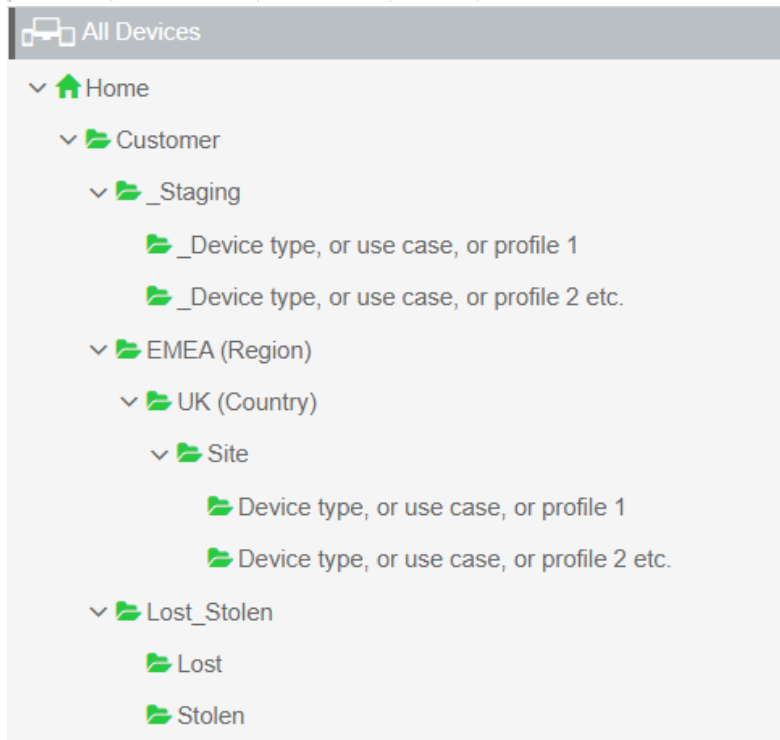 All Devices
Home
Customer
_Staging
_Device type, or use case, or profile 1
_Device type, or use case, or profile 2 etc.
EMEA (Region)
UK (Country)
Site
Device type, or use case, or profile 1
Device type, or use case, or profile 2 etc.
Lost_Stolen
Lost
Stolen